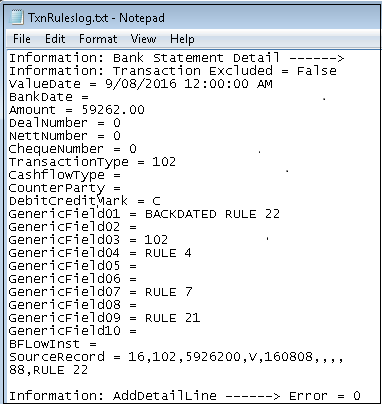 TxnRuleslog.txt - Notepad
File Edit Format View Help
Information: Bank Statement Detail ------>
Information: Transaction Excluded = False
ValueDate = 9/08/2016 12:00:00 AM
BankDate =
Amount = 59262.00
DealNumber = 0
NettNumber = 0
ChequeNumber = 0
TransactionType = 102
CashflowType =
CounterParty =
DebitCreditMark = C
GenericField01 = BACKDATED RULE 22
GenericField02 =
GenericField03 = 102
GenericField04 = RULE 4
GenericField05 =
GenericField06 =
GenericField07 = RULE 7
GenericField08 =
GenericField09 = RULE 21
GenericField10 =
BFLowInst =
SourceRecord = 16,102,5926200,V,160808,,,,
88,RULE 22
Information: AddDetailLine ------> Error = 0